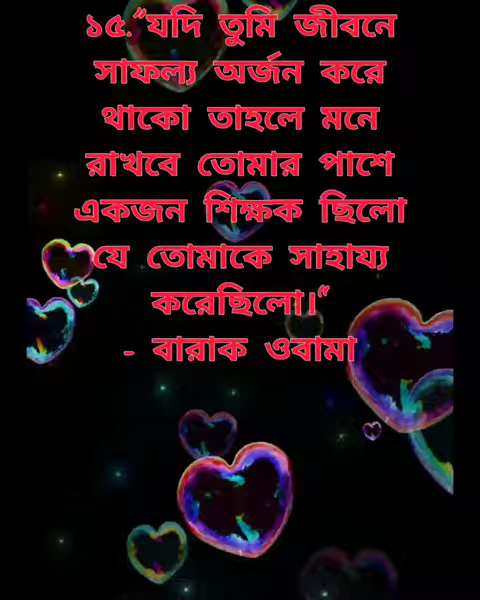 ১৫."যদি তুমি জীবনে
সাফল্য অর্জন করে
থাকো তাহলে মনে
রাখবে তোমার পাশে
একজন শিক্ষক ছিলো
যে তোমাকে সাহায্য
করেছিলো।"
- বারাক ওবামা